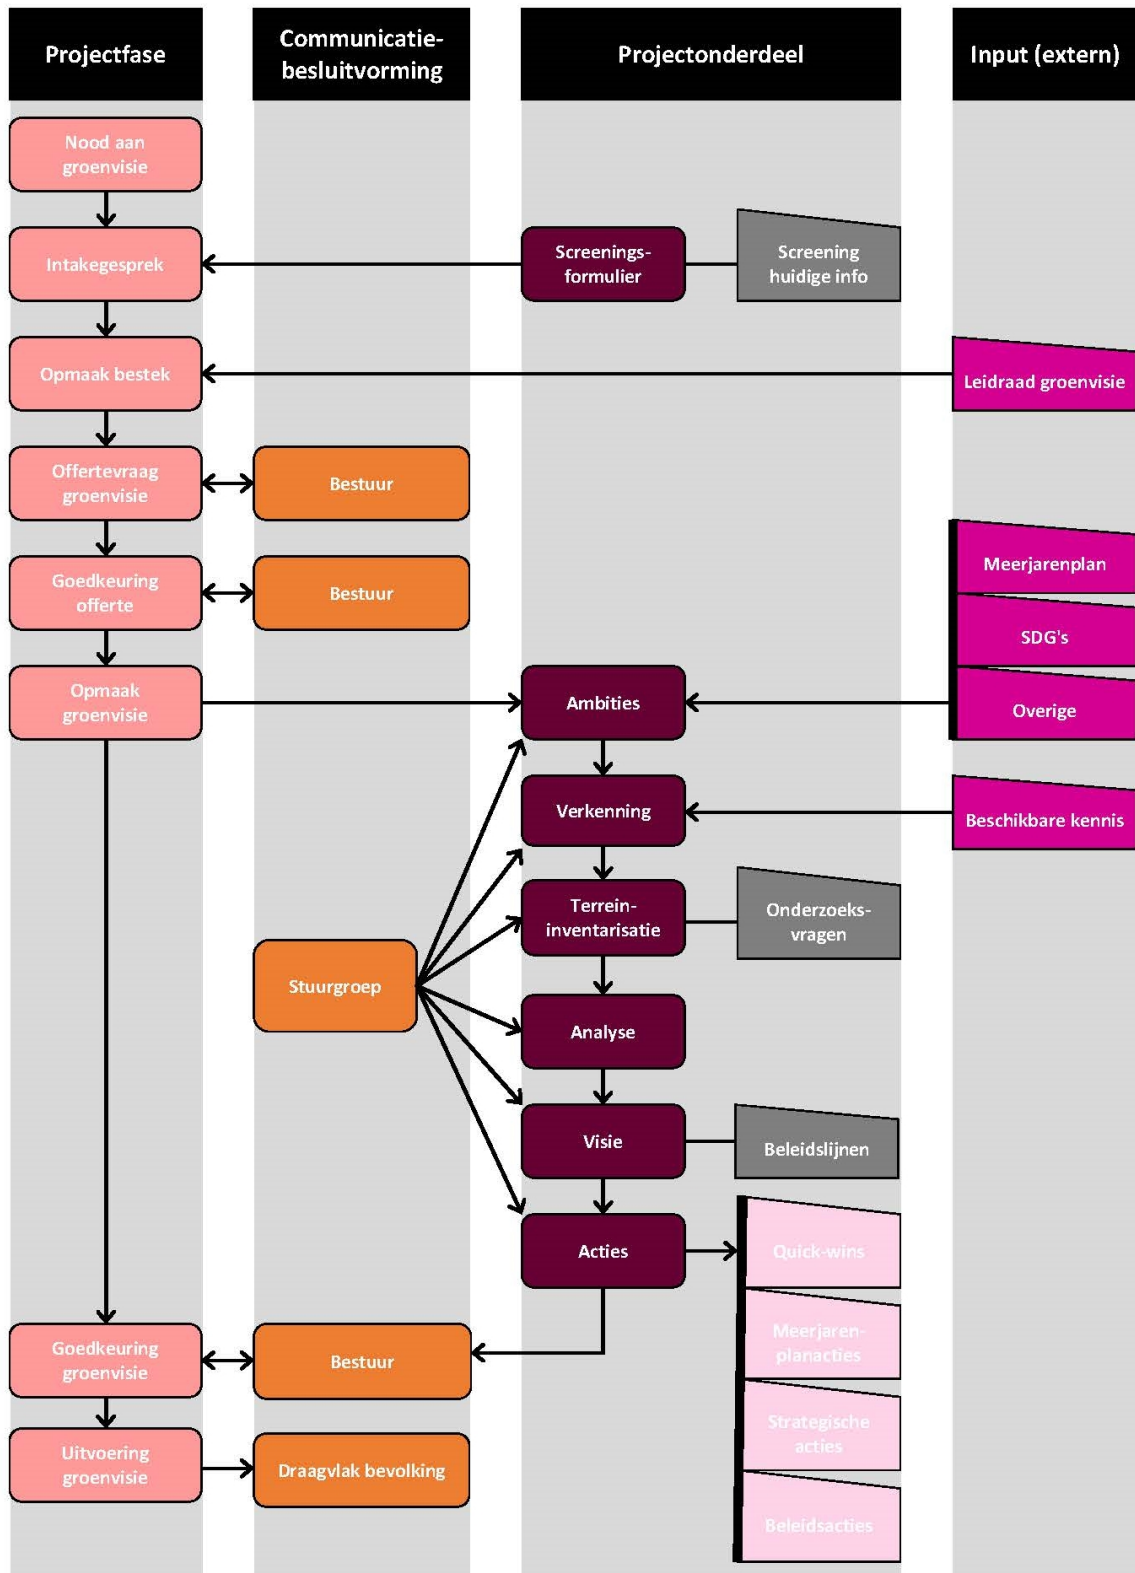 Projectfase
Communicatie-
besluitvorming
Projectonderdeel
Input (extern)
Nood aan
groenvisie
Intakegesprek
Screenings-
formulier
Screening
huidige info
Opmaak bestek
Leidraad groenvisie
Offertevraag
groenvisie
Bestuur
Goedkeuring
offerte
Bestuur
Meerjarenplan
SDG's
Overige
Opmaak
groenvisie
Ambities
Verkenning
Beschikbare kennis
Terrein-
inventarisatie
Onderzoeks-
vragen
Stuurgroep
Analyse
Visie
Beleidslijnen
Acties
Quick-wins
Meerjaren-
planacties
Strategische
acties
Beleidsacties
Goedkeuring
groenvisie
Bestuur
Uitvoering
groenvisie
Draagvlak bevolking